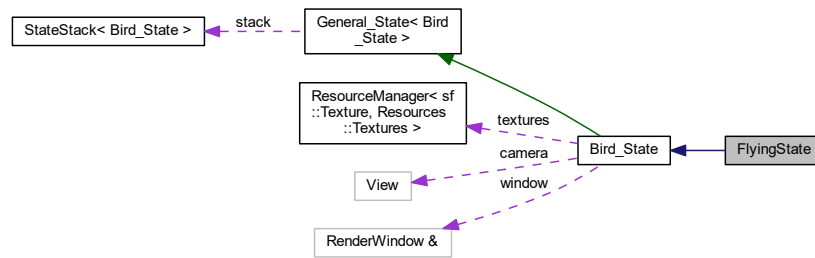 StateStack< Bird_State >
stack
General_State< Bird
_State >
ResourceManager< sf
::Texture, Resources
::Textures >
textures
camera
window
View
RenderWindow &
Bird_State
FlyingState